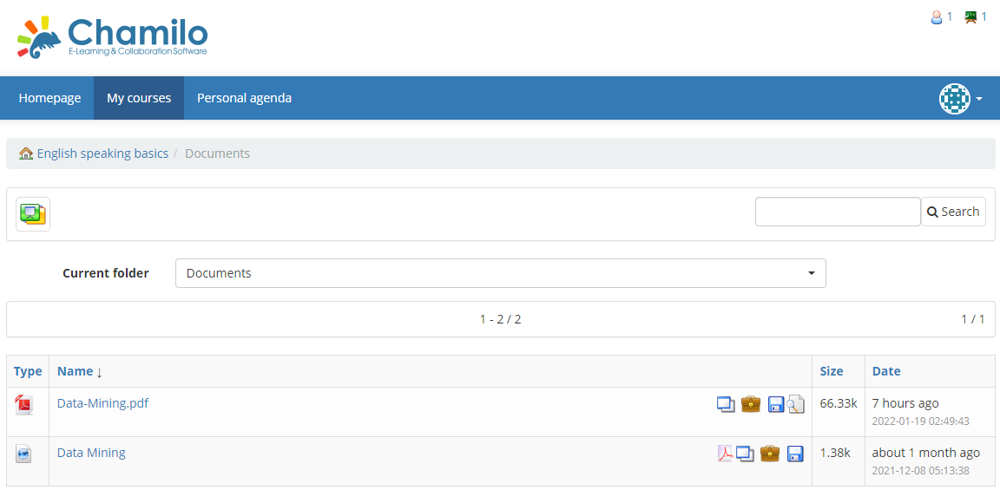 Chamilo
E-Learning & Collaboration Software
1 1
Homepage My courses Personal agenda
English speaking basics / Documents
Search
Current folder Documents
1 - 2 / 2 1 / 1
Type Name ↓ Size Date
Data-Mining.pdf 66.33k 7 hours ago
2022-01-19 02:49:43
Data Mining 1.38k about 1 month ago
2021-12-08 05:13:38